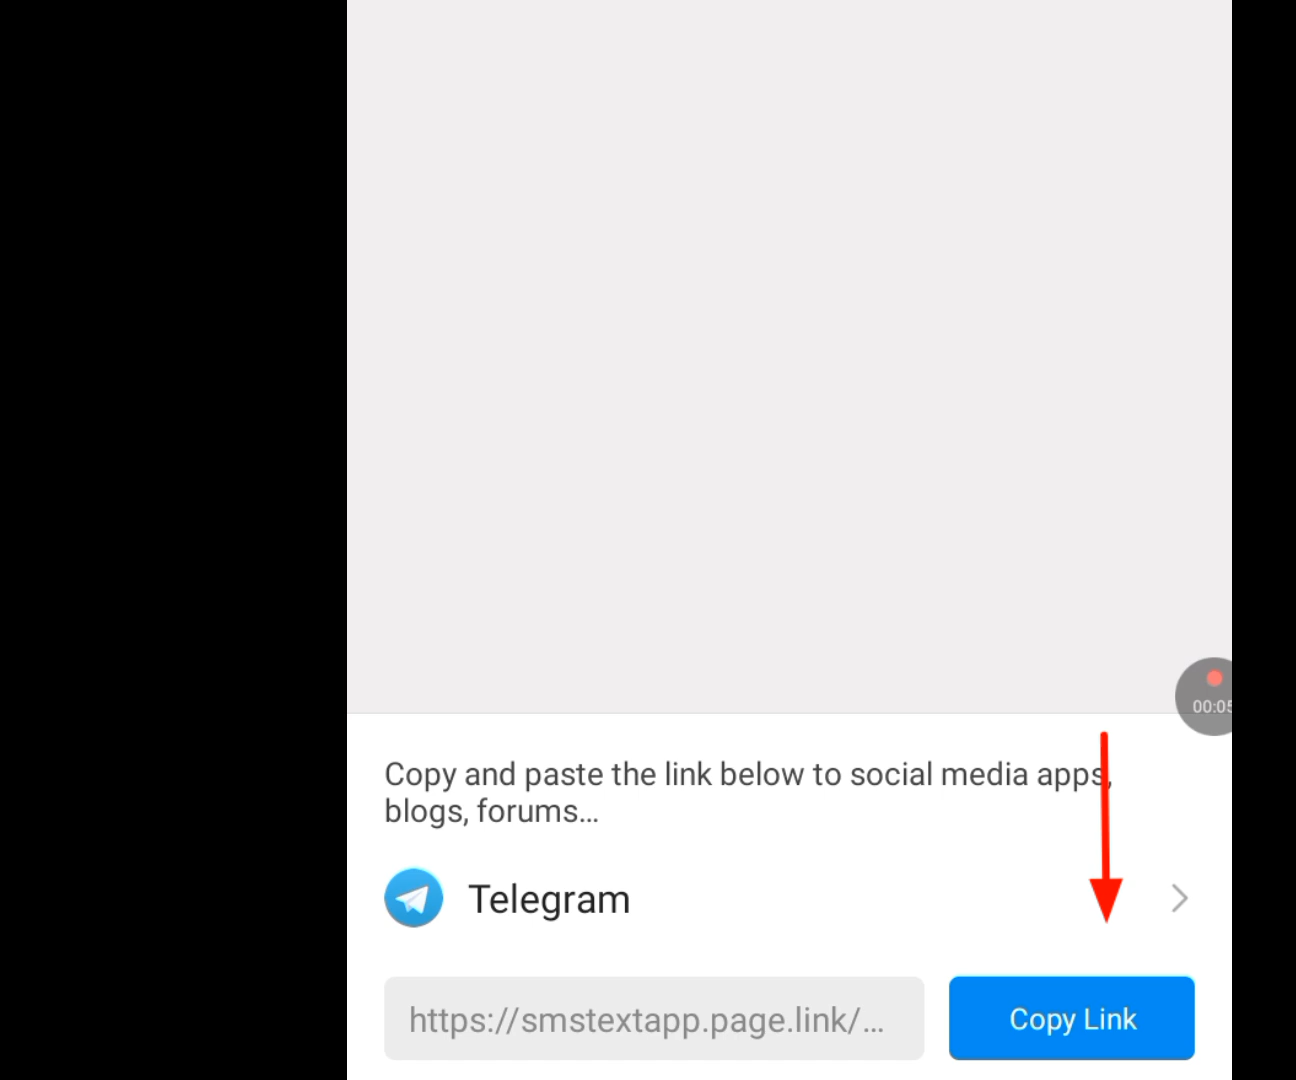 00:05
Copy and paste the link below to social media apps,
blogs, forums...
Telegram
https://smstextapp.page.link/...
Copy Link